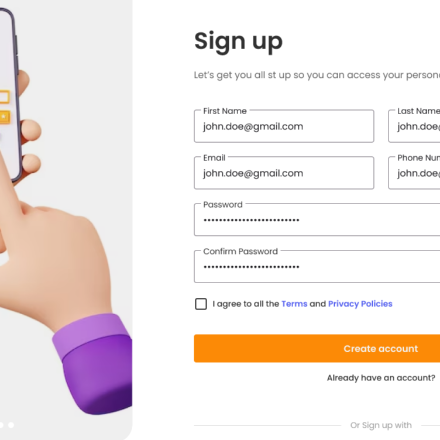 Sign up
Let's get you all st up so you can access your
First Name
Last Name
john.doe@gmail.com
john.doe@
Email
Phone
john.doe@gmail.com
john.doe@
Password
Confirm Password
I agree to all the Terms and Privacy Policies
Create account
Already have an account?
Or Sign up with